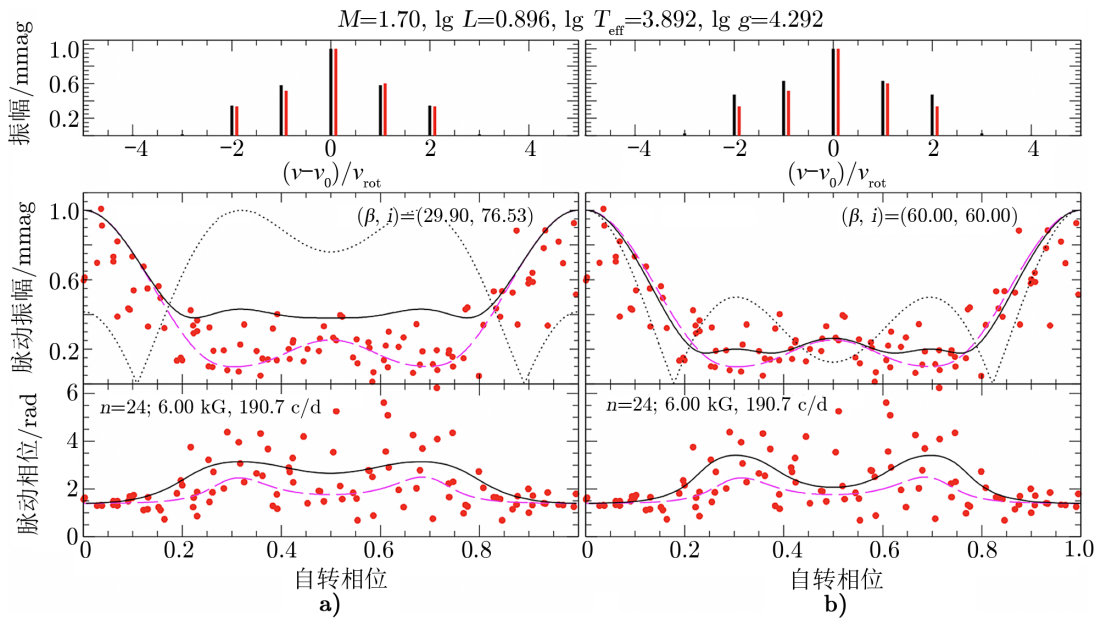 M=1.70, lg L=0.896, lg T_eff=3.892, lg g=4.292
振幅/mmag
1.0
0.6
0.2
−4 −2 0 2 4
−4 −2 0 2 4
(ν−ν_0)/ν_rot
(ν−ν_0)/ν_rot
脉动振幅/mmag
1.0
0.6
0.2
(β, i)=(29.90, 76.53)
(β, i)=(60.00, 60.00)
脉动相位/rad
6
4
2
0
n=24; 6.00 kG, 190.7 c/d
n=24; 6.00 kG, 190.7 c/d
0 0.2 0.4 0.6 0.8
0 0.2 0.4 0.6 0.8 1.0
自转相位
自转相位
a)
b)